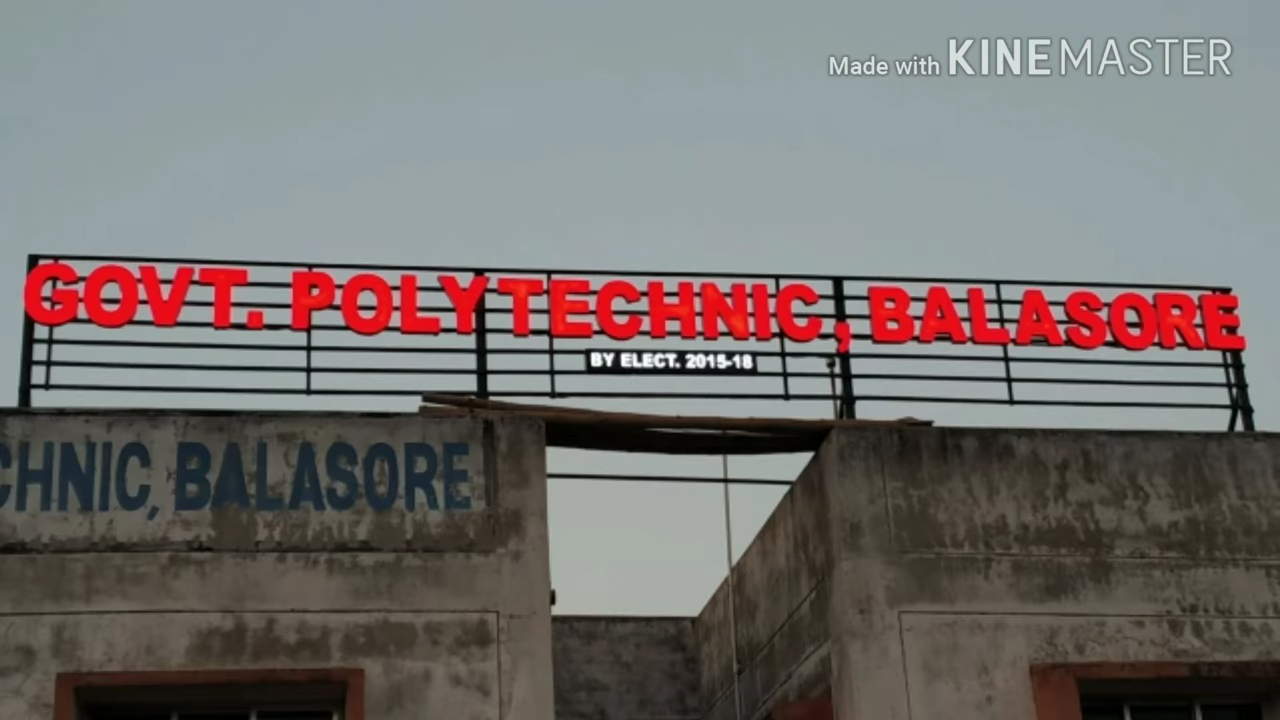 Made with KINEMASTER
GOVT. POLYTECHNIC, BALASORE
BY ELECT. 2015-18
CHNIC, BALASORE